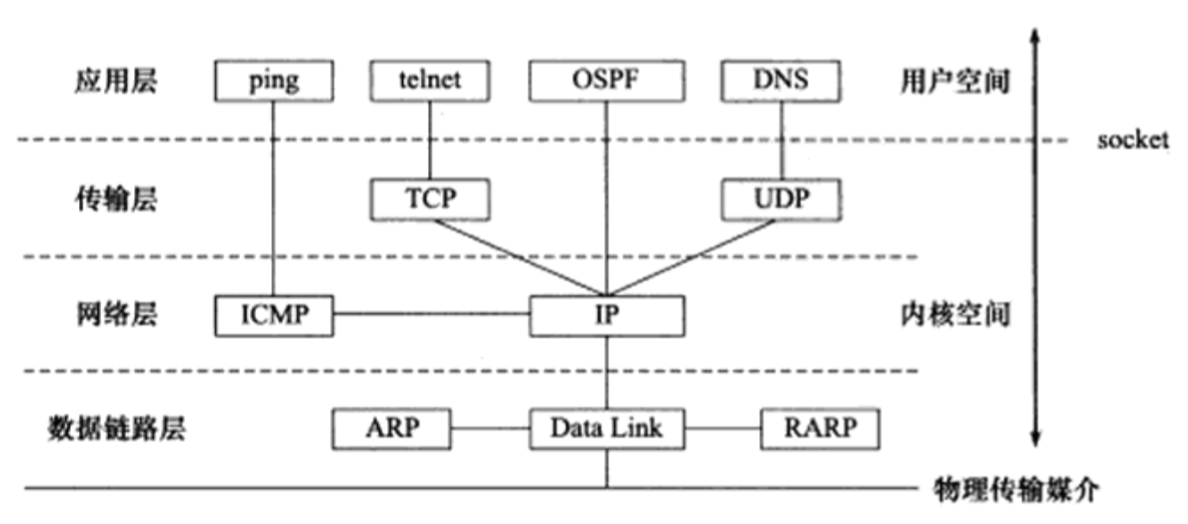 应用层 ping telnet OSPF DNS 用户空间
socket
传输层 TCP UDP
网络层 ICMP IP 内核空间
数据链路层 ARP Data Link RARP
物理传输媒介